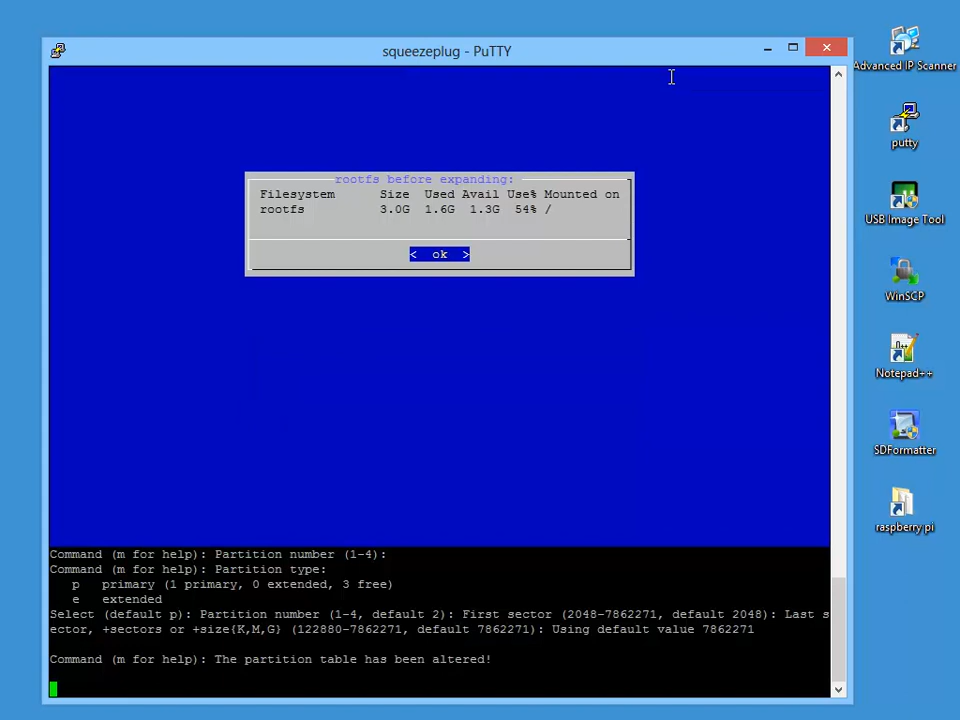 squeezeplug - PuTTY
Advanced IP Scanner
putty
USB Image Tool
WinSCP
Notepad++
SDFormatter
raspberry pi
rootfs before expanding:
Filesystem Size Used Avail Use% Mounted on
rootfs 3.0G 1.6G 1.3G 54% /
< ok >
Command (m for help): Partition number (1-4):
Command (m for help): Partition type:
p primary (1 primary, 0 extended, 3 free)
e extended
Select (default p): Partition number (1-4, default 2): First sector (2048-7862271, default 2048): Last s
ector, +sectors or +size{K,M,G} (122880-7862271, default 7862271): Using default value 7862271
Command (m for help): The partition table has been altered!